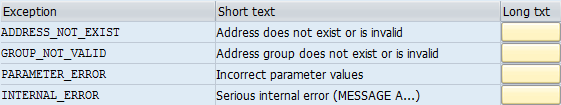 Exception Short text Long txt
ADDRESS_NOT_EXIST Address does not exist or is invalid
GROUP_NOT_VALID Address group does not exist or is invalid
PARAMETER_ERROR Incorrect parameter values
INTERNAL_ERROR Serious internal error (MESSAGE A...)